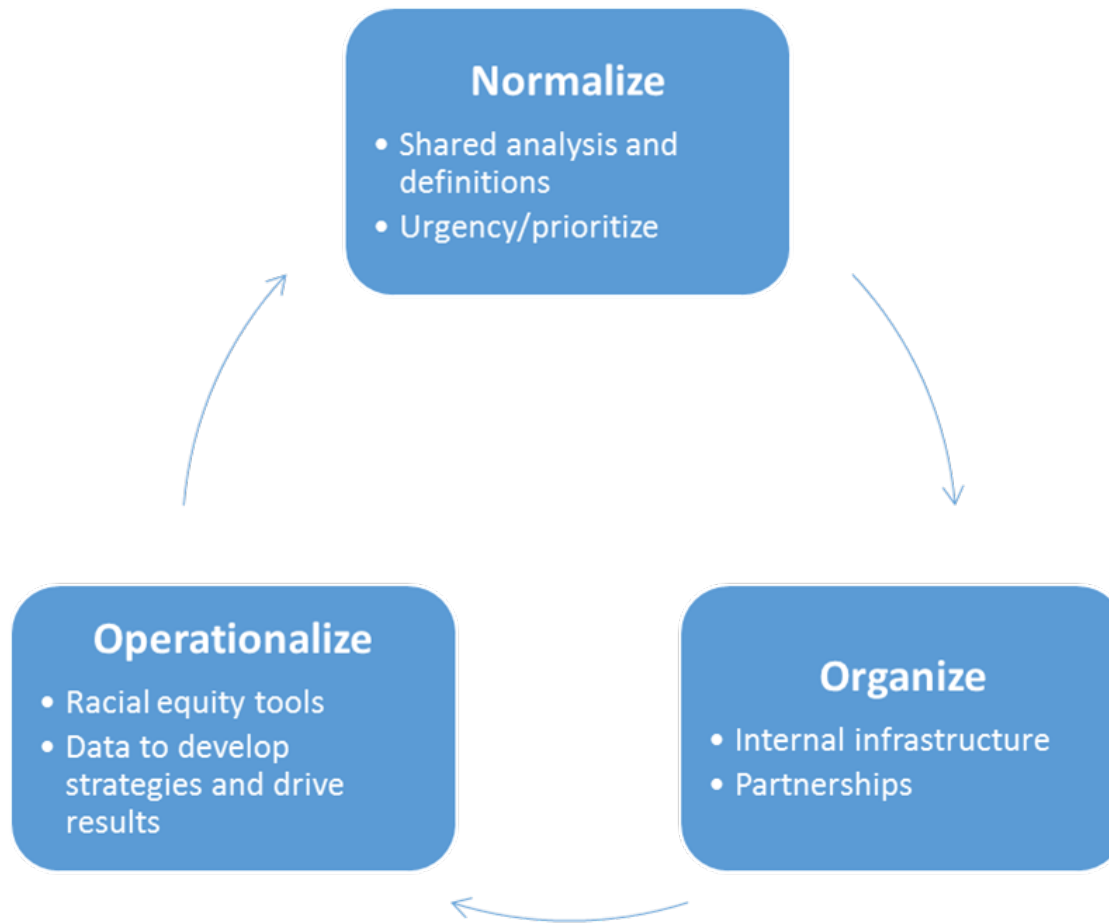 Normalize
• Shared analysis and
definitions
• Urgency/prioritize
Operationalize
• Racial equity tools
• Data to develop
strategies and drive
results
Organize
• Internal infrastructure
• Partnerships